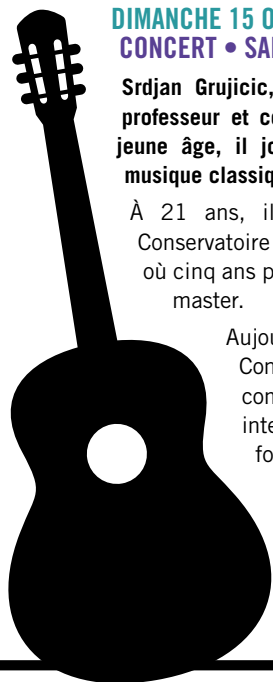 DIMANCHE 15 O
CONCERT • SA
Srdjan Grujicic,
professeur et c
jeune âge, il jo
musique classiq
À 21 ans, il
Conservatoire
où cinq ans p
master.
Aujou
Con
con
inte
fo